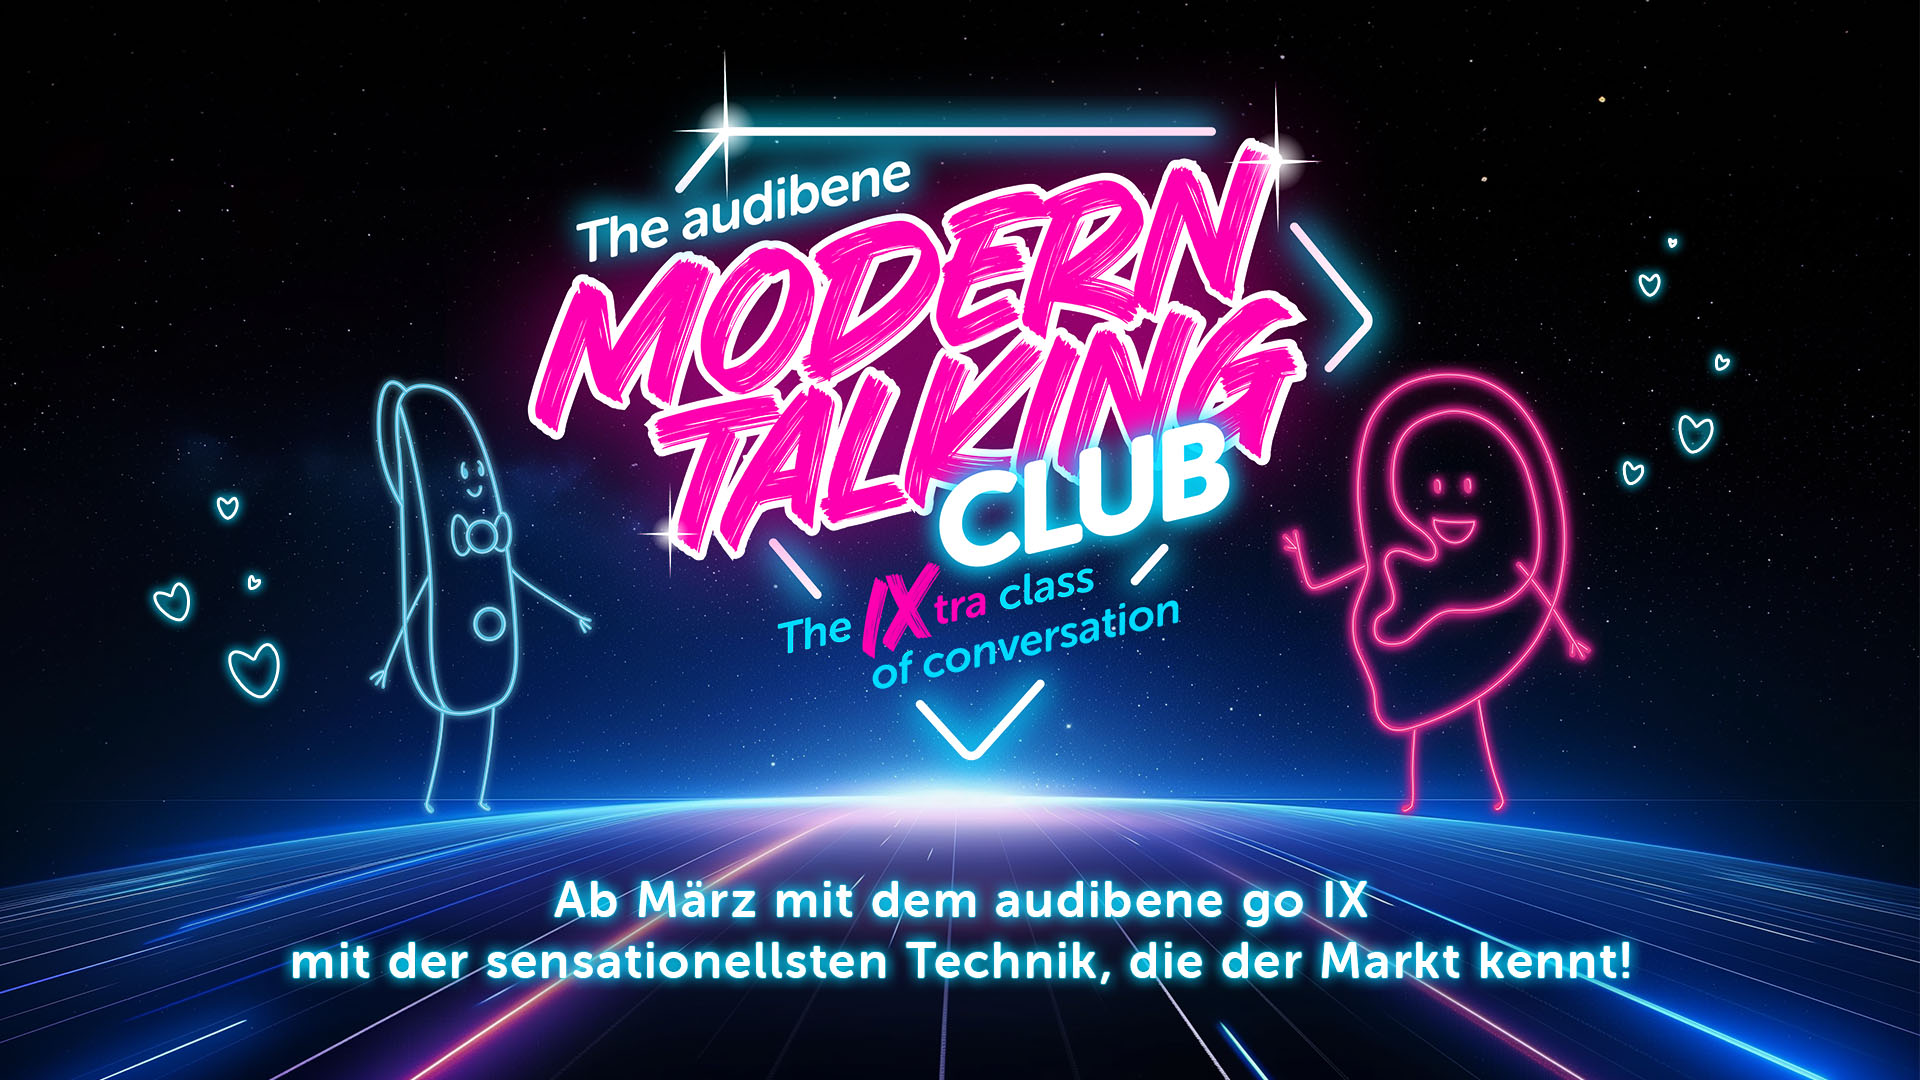 The audibene
MODERN
TALKING
CLUB
The IXtra class
of conversation
Ab März mit dem audibene go IX
mit der sensationellsten Technik, die der Markt kennt!